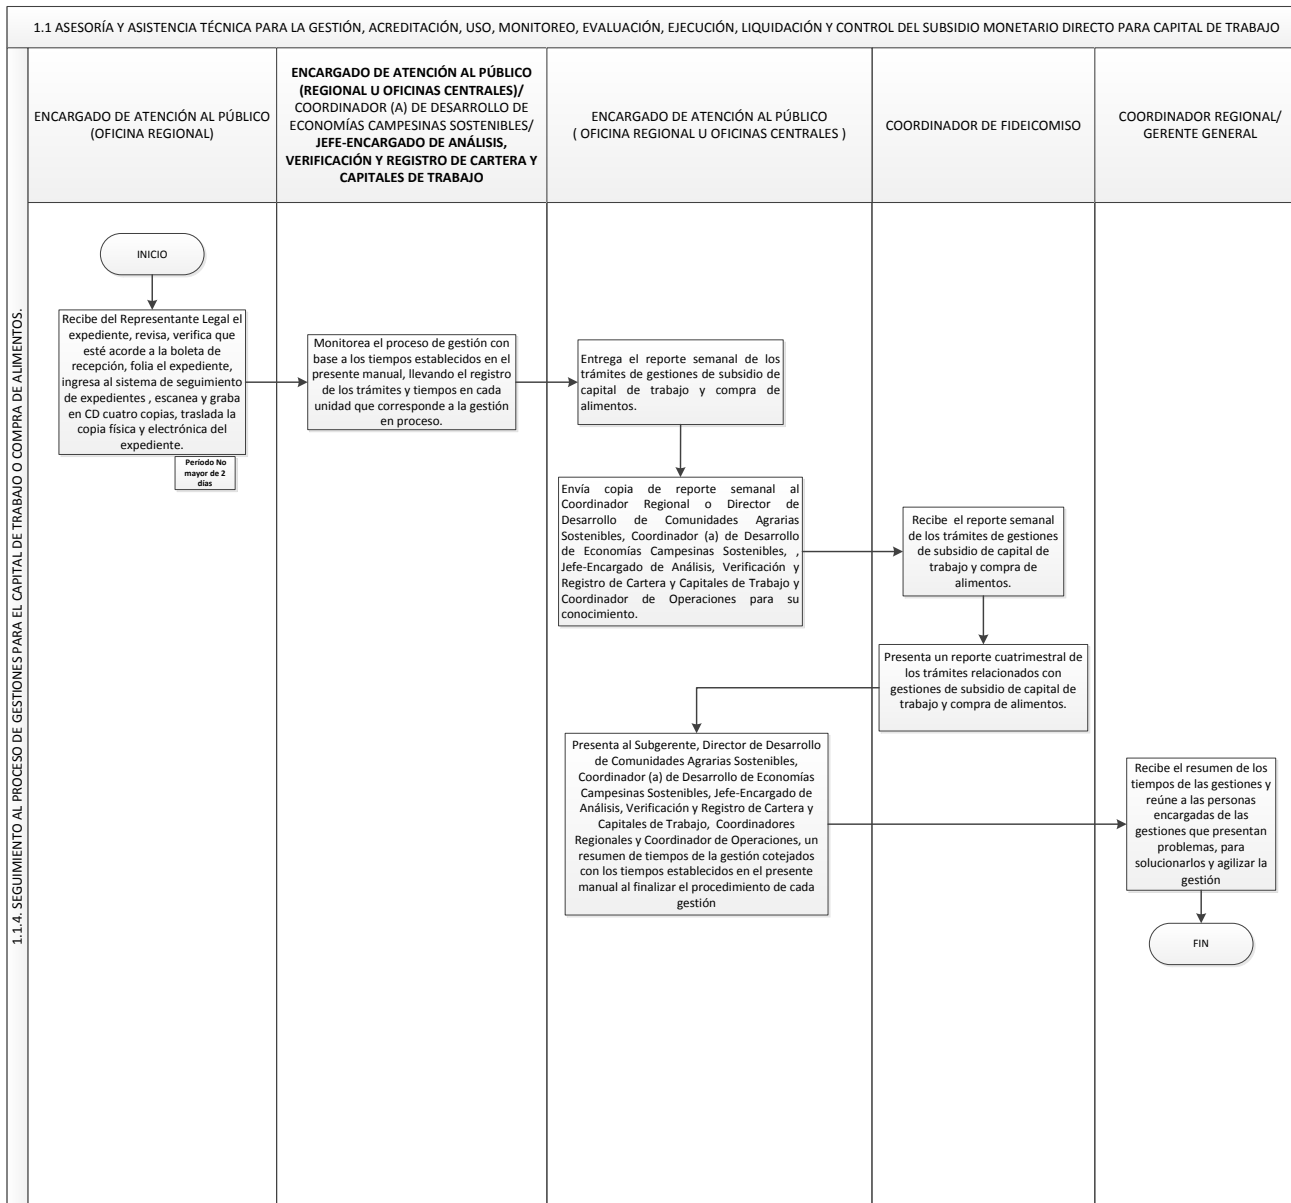 1.1 ASESORÍA Y ASISTENCIA TÉCNICA PARA LA GESTIÓN, ACREDITACIÓN, USO, MONITOREO, EVALUACIÓN, EJECUCIÓN, LIQUIDACIÓN Y CONTROL DEL SUBSIDIO MONETARIO DIRECTO PARA CAPITAL DE TRABAJO
1.1.4. SEGUIMIENTO AL PROCESO DE GESTIONES PARA EL CAPITAL DE TRABAJO O COMPRA DE ALIMENTOS.
ENCARGADO DE ATENCIÓN AL PÚBLICO
(OFICINA REGIONAL)
ENCARGADO DE ATENCIÓN AL PÚBLICO
(REGIONAL U OFICINAS CENTRALES)/
COORDINADOR (A) DE DESARROLLO DE
ECONOMÍAS CAMPESINAS SOSTENIBLES/
JEFE-ENCARGADO DE ANÁLISIS,
VERIFICACIÓN Y REGISTRO DE CARTERA Y
CAPITALES DE TRABAJO
ENCARGADO DE ATENCIÓN AL PÚBLICO
( OFICINA REGIONAL U OFICINAS CENTRALES )
COORDINADOR DE FIDEICOMISO
COORDINADOR REGIONAL/
GERENTE GENERAL
INICIO
Recibe del Representante Legal el
expediente, revisa, verifica que
esté acorde a la boleta de
recepción, folia el expediente,
ingresa al sistema de seguimiento
de expedientes , escanea y graba
en CD cuatro copias, traslada la
copia física y electrónica del
expediente.
Período No
mayor de 2
días
Monitorea el proceso de gestión con
base a los tiempos establecidos en el
presente manual, llevando el registro
de los trámites y tiempos en cada
unidad que corresponde a la gestión
en proceso.
Entrega el reporte semanal de los
trámites de gestiones de subsidio de
capital de trabajo y compra de
alimentos.
Envía copia de reporte semanal al
Coordinador Regional o Director de
Desarrollo de Comunidades Agrarias
Sostenibles, Coordinador (a) de Desarrollo
de Economías Campesinas Sostenibles, ,
Jefe-Encargado de Análisis, Verificación y
Registro de Cartera y Capitales de Trabajo y
Coordinador de Operaciones para su
conocimiento.
Recibe el reporte semanal
de los trámites de gestiones
de subsidio de capital de
trabajo y compra de
alimentos.
Presenta un reporte cuatrimestral de
los trámites relacionados con
gestiones de subsidio de capital de
trabajo y compra de alimentos.
Presenta al Subgerente, Director de Desarrollo
de Comunidades Agrarias Sostenibles,
Coordinador (a) de Desarrollo de Economías
Campesinas Sostenibles, Jefe-Encargado de
Análisis, Verificación y Registro de Cartera y
Capitales de Trabajo, Coordinadores
Regionales y Coordinador de Operaciones, un
resumen de tiempos de la gestión cotejados
con los tiempos establecidos en el presente
manual al finalizar el procedimiento de cada
gestión
Recibe el resumen de los
tiempos de las gestiones y
reúne a las personas
encargadas de las
gestiones que presentan
problemas, para
solucionarlos y agilizar la
gestión
FIN